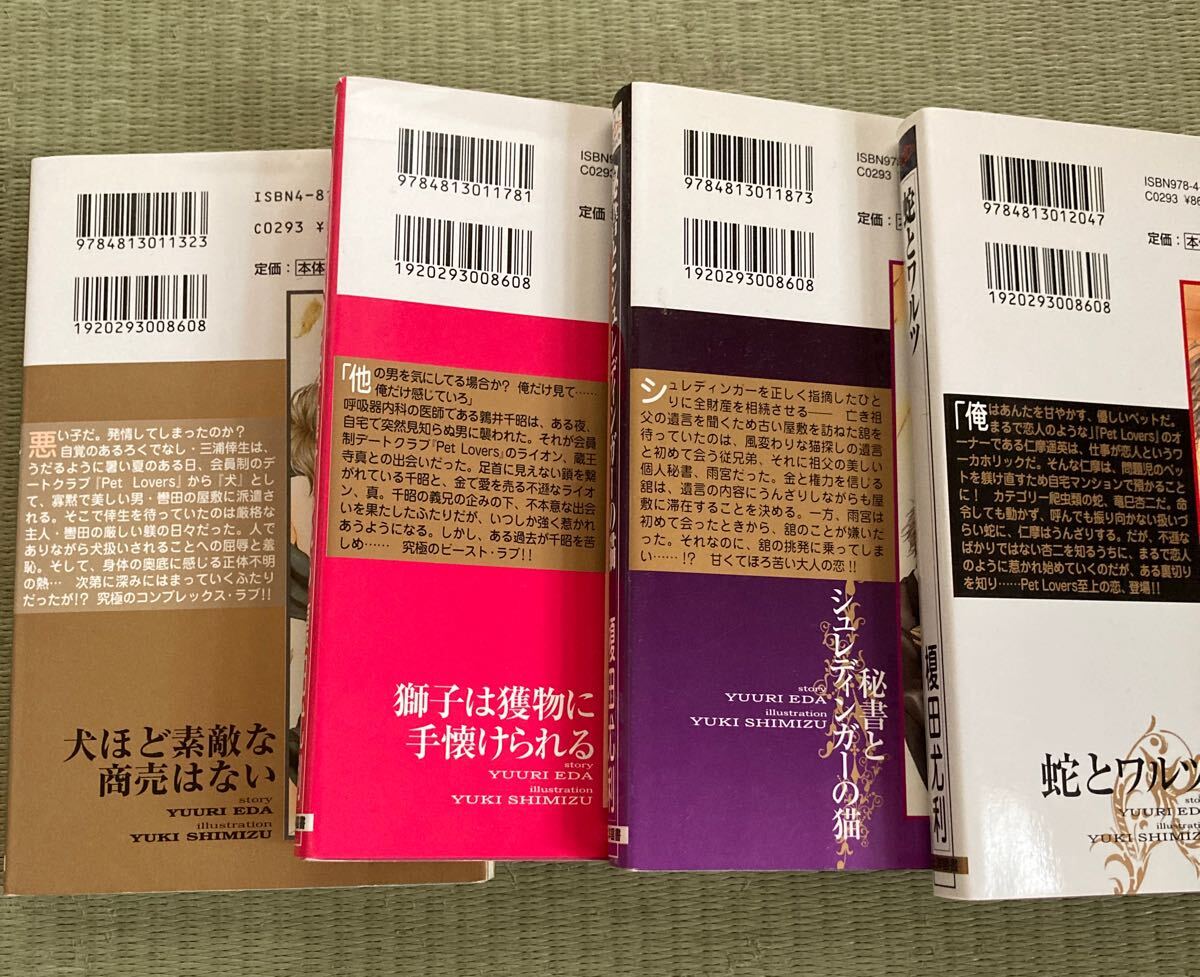 9784813011323
ISBN4-81
C0293 ¥
1920293008608
定価：本体
悪い子だ。発情してしまったのか？
自覚のあるろくでなし・三浦倖生は、
うだるように暑い夏のある日、会員制のデ
ートクラブ『Pet Lovers』から『犬』とし
て、寡黙で美しい男・轡田の屋敷に派遣さ
れる。そこで倖生を待っていたのは厳格な
主人・轡田の厳しい躾の日々だった。人で
ありながら犬扱いされることへの屈辱と羞
恥。そして、身体の奥底に感じる正体不明
の熱… 次第に深みにはまっていくふたり
だったが!? 究極のコンプレックス・ラブ!!
犬ほど素敵な
商売はない
story
YUURI EDA
illustration
YUKI SHIMIZU
9784813011781
ISBN97
C0293
定価：
1920293008608
「他の男を気にしてる場合か？ 俺だけ見て……
俺だけ感じていろ」
呼吸器内科の医師である鶉井千昭は、ある夜、
自宅で突然見知らぬ男に襲われた。それが会員
制デートクラブ『Pet Lovers』のライオン、蔵王
寺真との出会いだった。足首に見えない鎖を繋
がれている千昭と、金で愛を売る不遜なライオ
ン、真。千昭の義兄の企みの下、不本意な出会い
を果たしたふたりだが、いつしか強く惹かれ
あうようになる。しかし、ある過去が千昭を苦
しめ…… 究極のビースト・ラブ!!
獅子は獲物に
手懐けられる
story
YUURI EDA
illustration
YUKI SHIMIZU
9784813011873
ISBN97
C0293
定価：
1920293008608
シュレディンガーを正しく指摘したひと
りに全財産を相続させる―― 亡き祖
父の遺言を聞くため古い屋敷を訪ねた舘を
待っていたのは、風変わりな猫探しの遺言
と初めて会う従兄弟、それに祖父の美しい
個人秘書、雨宮だった。金と権力を信じる
舘は、遺言の内容にうんざりしながらも屋
敷に滞在することを決める。一方、雨宮は
初めて会ったときから、舘のことが嫌いだ
った。それなのに、舘の挑発に乗ってしま
い……!? 甘くてほろ苦い大人の恋!!
秘書と
シュレディンガーの猫
story
YUURI EDA
illustration
YUKI SHIMIZU
蛇とワルツ
榎田尤利
9784813012047
ISBN978-4
C0293 ¥86
定価：本
1920293008608
「俺はあんたを甘やかす、優しいペットだ。
まるで恋人のような」『Pet Lovers』のオ
ーナーである仁摩遥英は、仕事が恋人というワ
ーカホリックだ。そんな仁摩は、問題児のペッ
トを躾け直すため自宅マンションで預かること
に！ カテゴリー爬虫類の蛇、竜巳杏二だ。命
令しても動かず、呼んでも振り向かない扱いづ
らい蛇に、仁摩はうんざりする。だが、不遜な
ばかりではない杏二を知るうちに、まるで恋人
のように惹かれ始めていくのだが、ある裏切り
を知り……Pet Lovers至上の恋、登場!!
蛇とワルツ
YUURI EDA
YUKI SHIMIZU